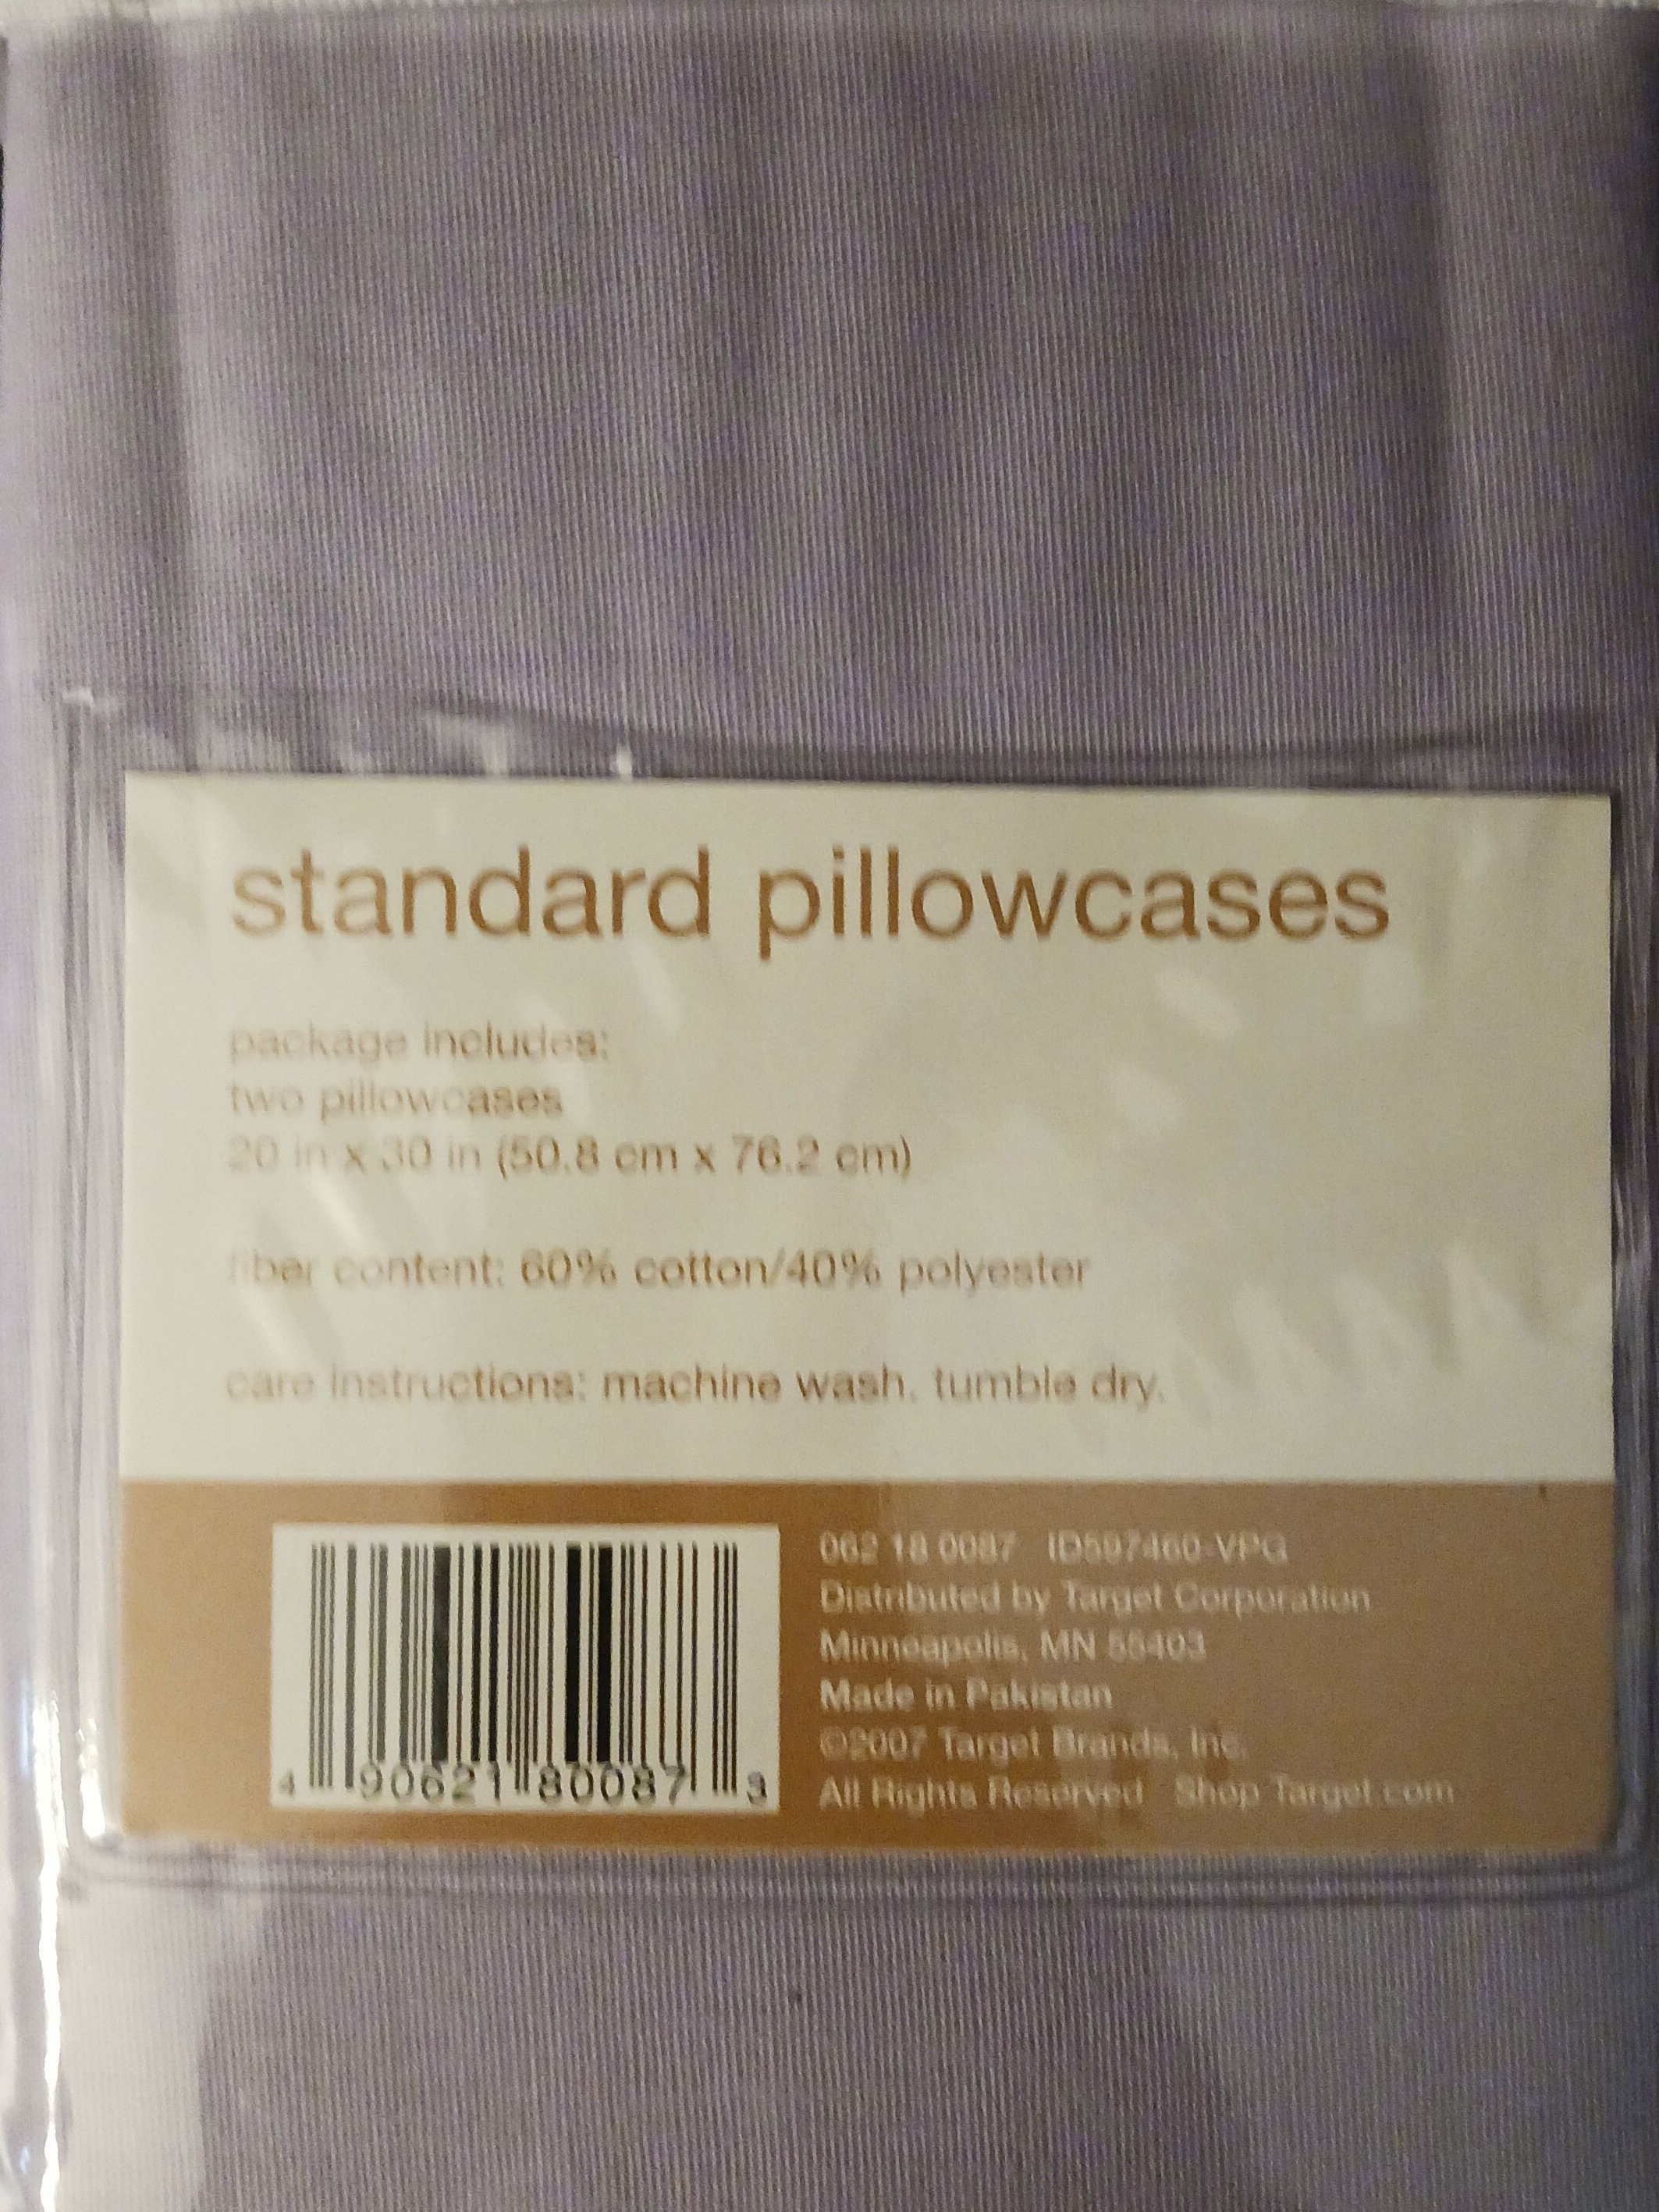 standard pillowcases
package includes:
two pillowcases
20 in x 30 in (50.8 cm x 76.2 cm)
fiber content: 60% cotton/40% polyester
care instructions: machine wash, tumble dry.
062 18 0087 ID597460-VPG
Distributed by Target Corporation
Minneapolis, MN 55403
Made in Pakistan
©2007 Target Brands, Inc.
All Rights Reserved Shop Target.com
4 90621 80087 3